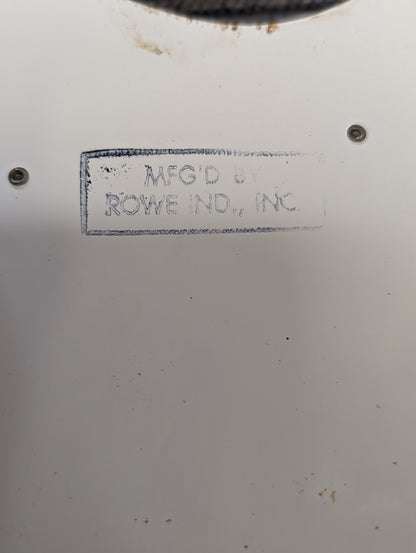 MFG'D BY
ROWE IND., INC.